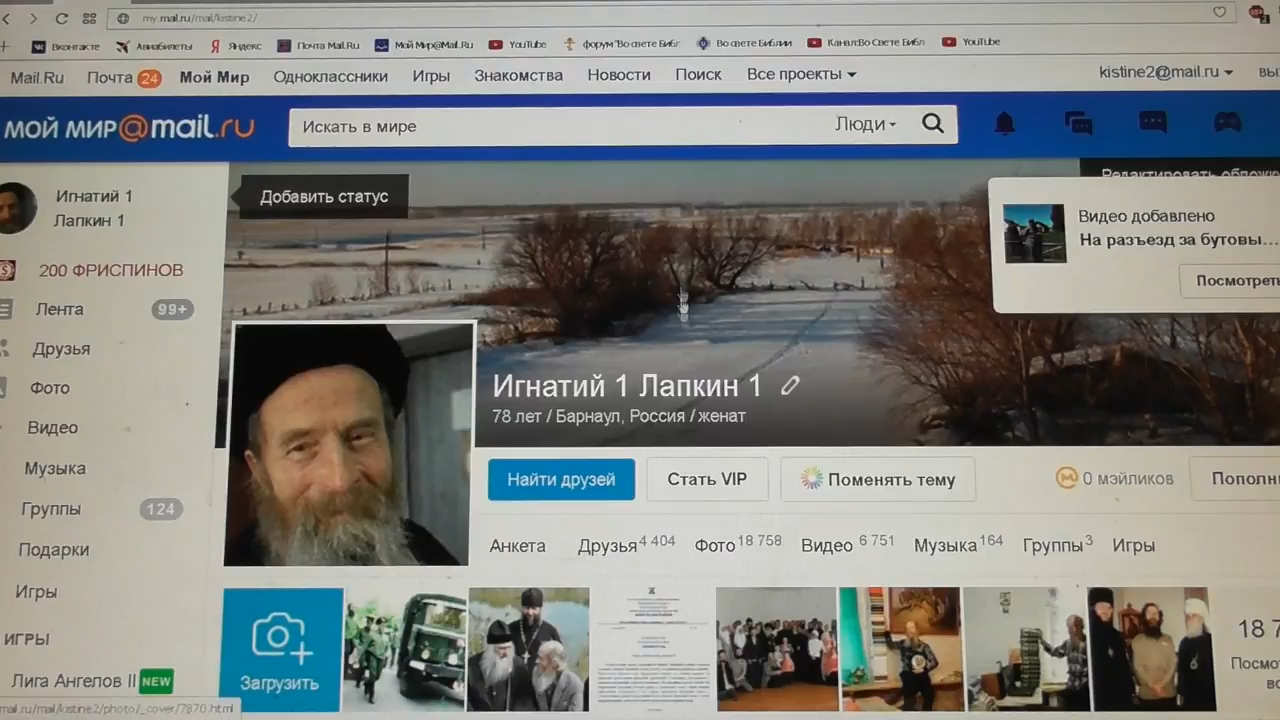 my.mail.ru/mail/kistine2/
Вконтакте Авиабилеты Яндекс Почта Mail.Ru Мой Мир@Mail.Ru YouTube форум "Во свете Библ Во свете Библии Канал:Во Свете Библ YouTube
Mail.Ru Почта 24 Мой Мир Одноклассники Игры Знакомства Новости Поиск Все проекты kistine2@mail.ru
МОЙ МИР@mail.ru Искать в мире Люди
Редактировать обложк
Игнатий 1
Лапкин 1
Добавить статус
Видео добавлено
На разъезд за бутовы...
Посмотреть
200 ФРИСПИНОВ
Лента 99+
Друзья
Фото
Видео
Музыка
Группы 124
Подарки
Игры
ИГРЫ
Лига Ангелов II NEW
Игнатий 1 Лапкин 1
78 лет / Барнаул, Россия / женат
Найти друзей Стать VIP Поменять тему 0 мэйликов Пополн
Анкета Друзья 4 404 Фото 18 758 Видео 6 751 Музыка 164 Группы 3 Игры
Загрузить
18 7
Посмо
mail.ru/mail/kistine2/photo/_cover/7870.html